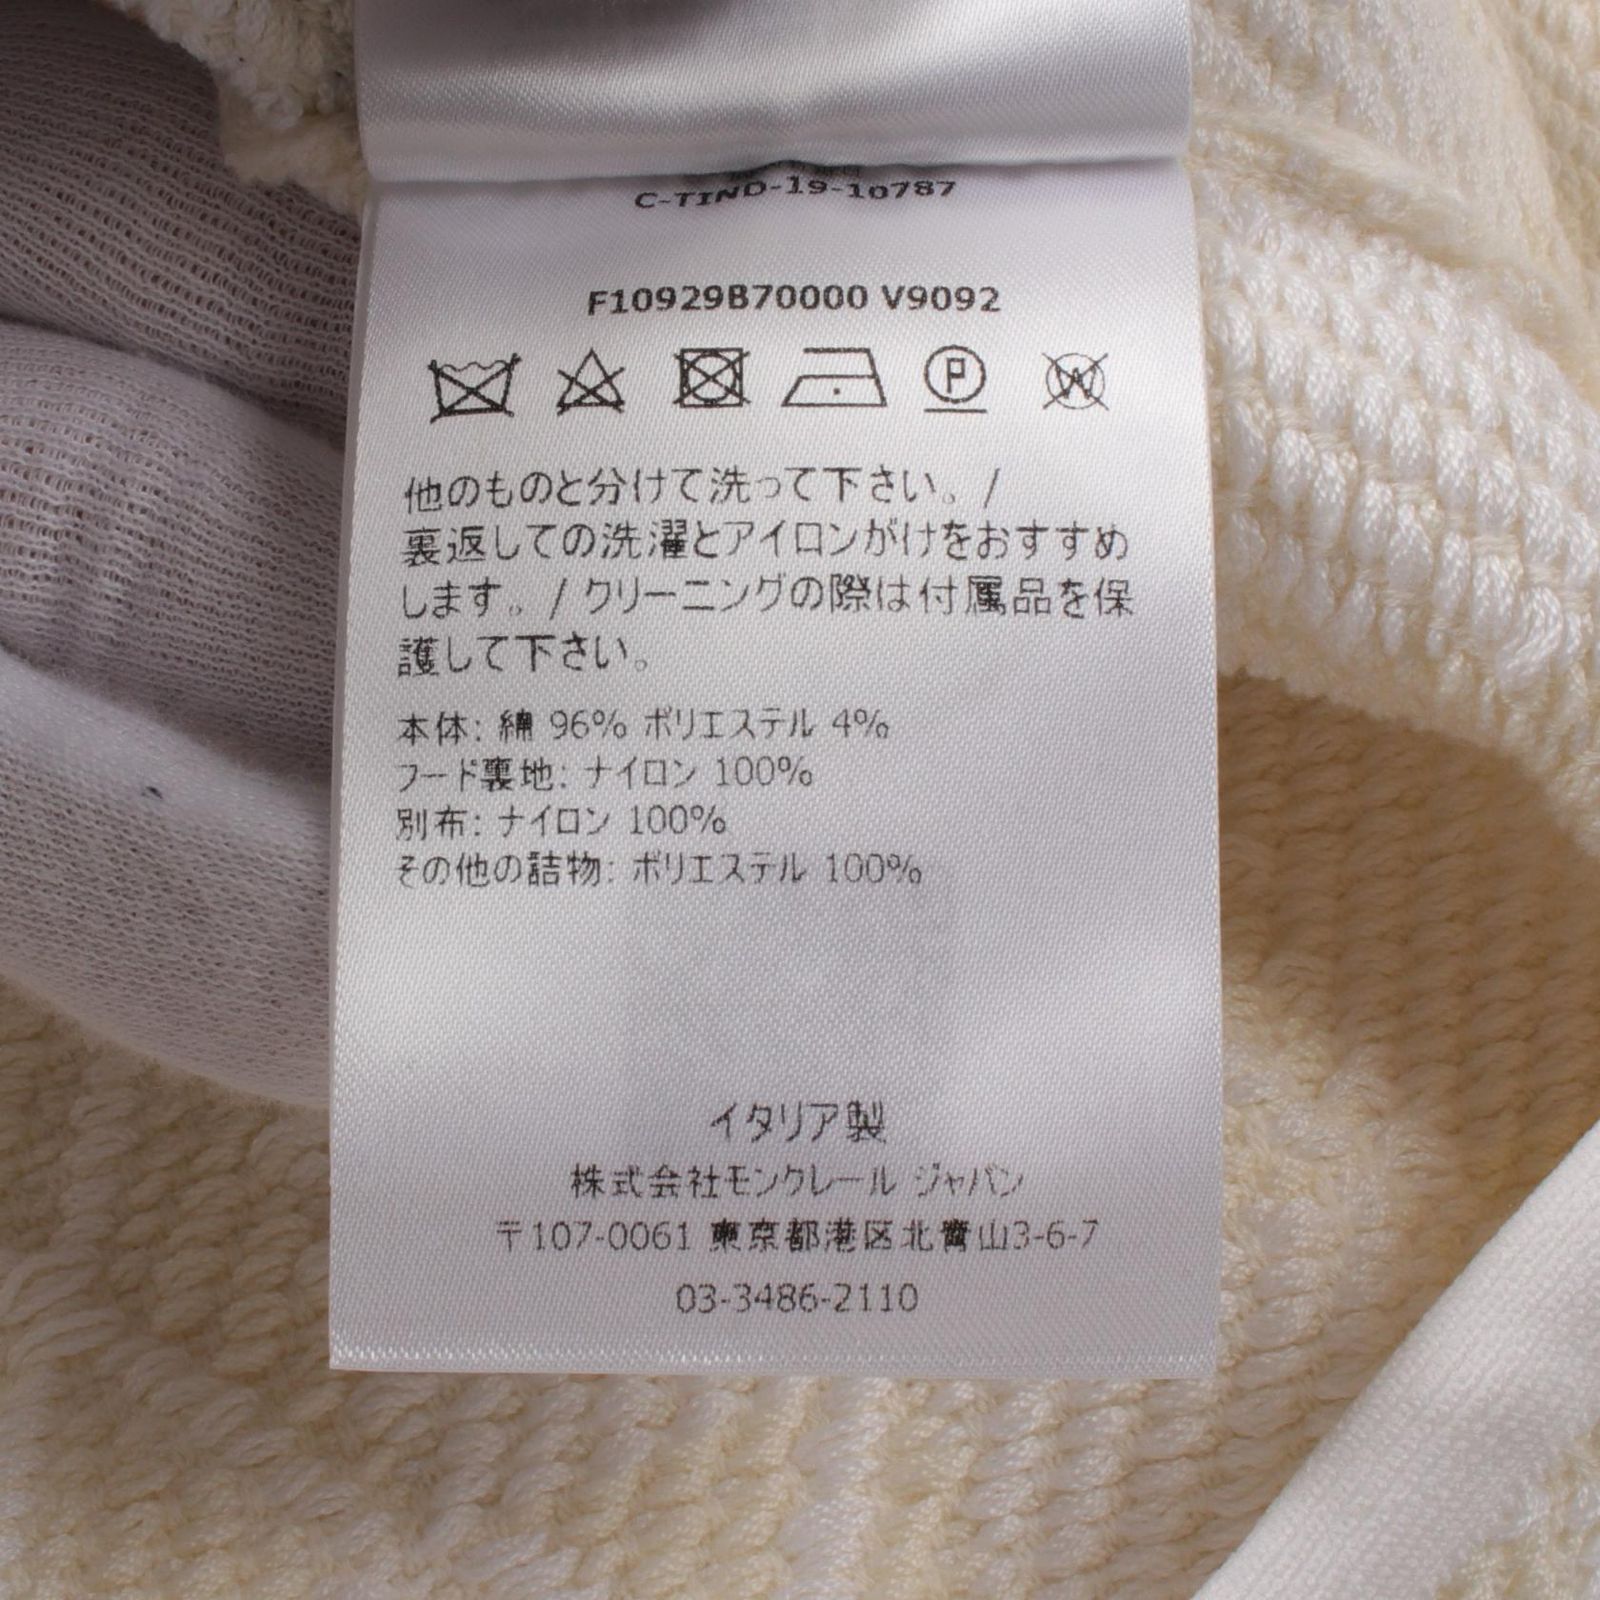 C-TIND-19-10787
F10929B70000 V9092
P
W
他のものと分けて洗って下さい。/
裏返しての洗濯とアイロンがけをおすすめ
します。/ クリーニングの際は付属品を保
護して下さい。
本体: 綿 96% ポリエステル 4%
フード裏地: ナイロン 100%
別布: ナイロン 100%
その他の詰物: ポリエステル 100%
イタリア製
株式会社モンクレール ジャパン
〒107-0061 東京都港区北青山3-6-7
03-3486-2110